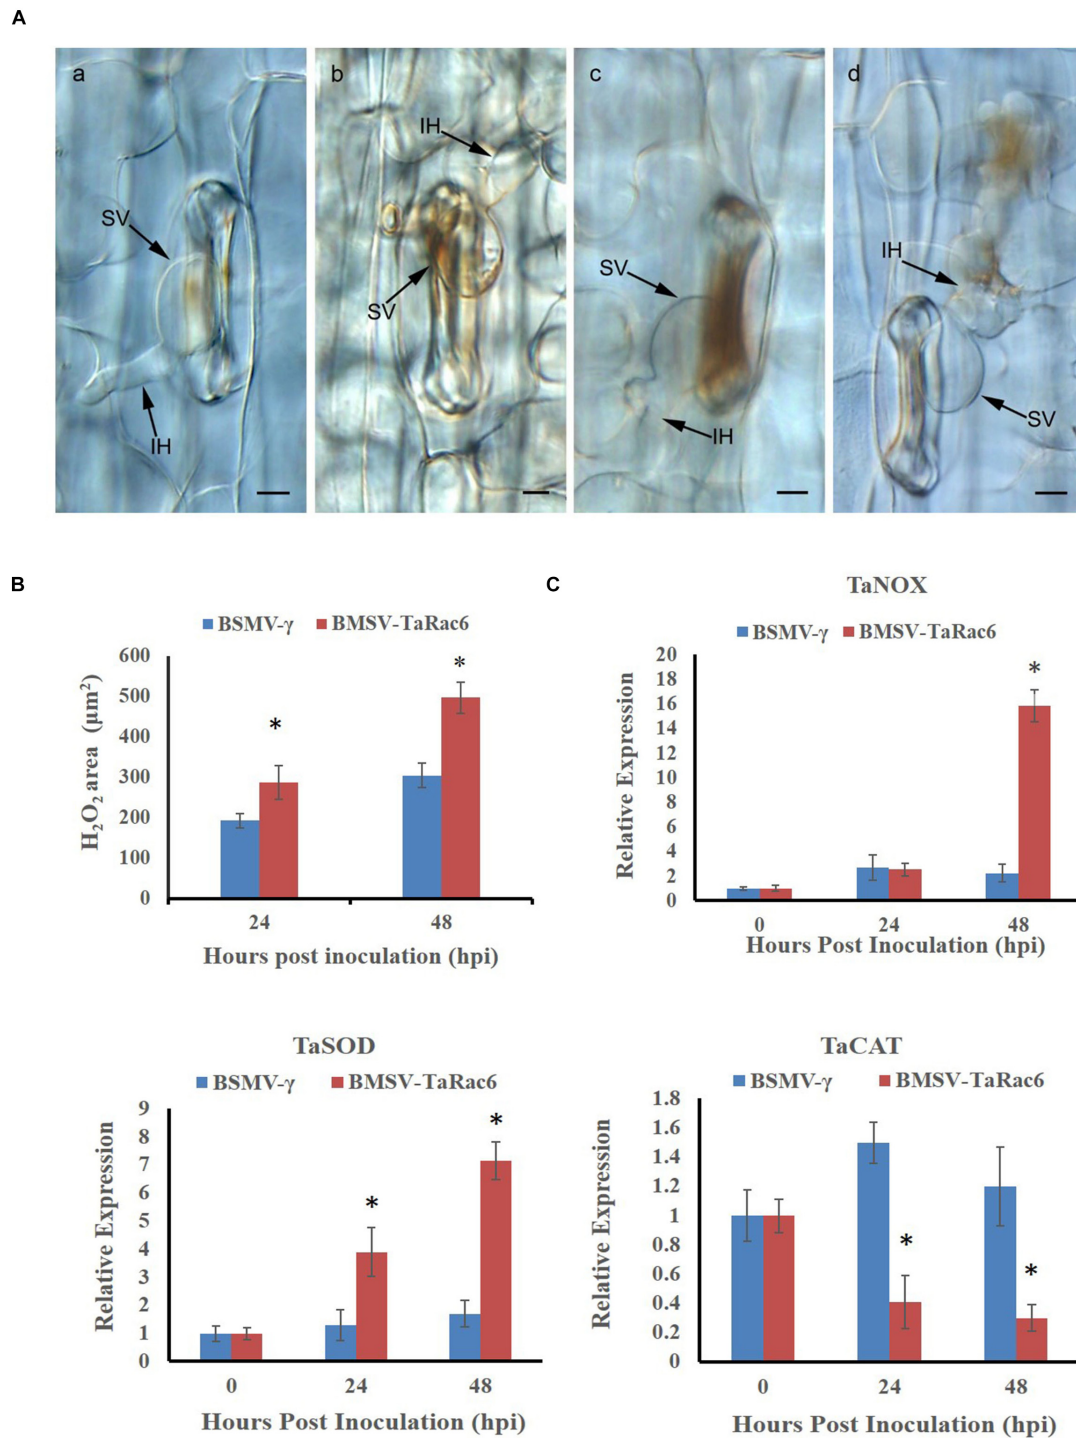 A
a
b
c
d
IH
SV
SV
IH
SV
IH
IH
SV
B
BSMV-γ BMSV-TaRac6
600
500
400
300
200
100
0
H2O2 area (μm2)
* *
24 48
Hours post inoculation (hpi)
C
TaNOX
BSMV-γ BMSV-TaRac6
20
18
16
14
12
10
8
6
4
2
0
Relative Expression
*
0 24 48
Hours Post Inoculation (hpi)
TaSOD
BSMV-γ BMSV-TaRac6
9
8
7
6
5
4
3
2
1
0
Relative Expression
* *
0 24 48
Hours Post Inoculation (hpi)
TaCAT
BSMV-γ BMSV-TaRac6
1.8
1.6
1.4
1.2
1
0.8
0.6
0.4
0.2
0
Relative Expression
* *
0 24 48
Hours Post Inoculation (hpi)